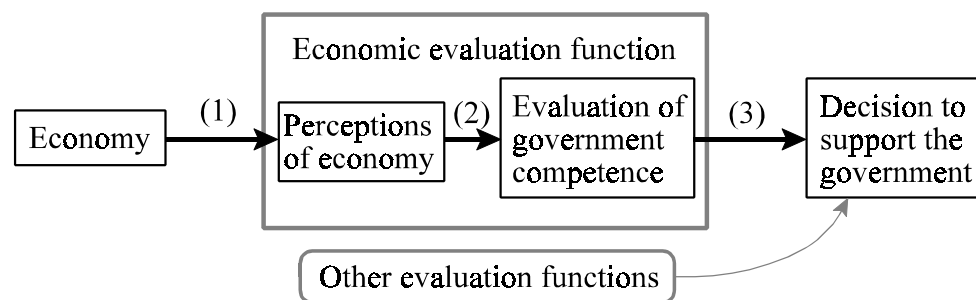 Economic evaluation function
Economy
(1)
Perceptions
of economy
(2)
Evaluation of
government
competence
(3)
Decision to
support the
government
Other evaluation functions